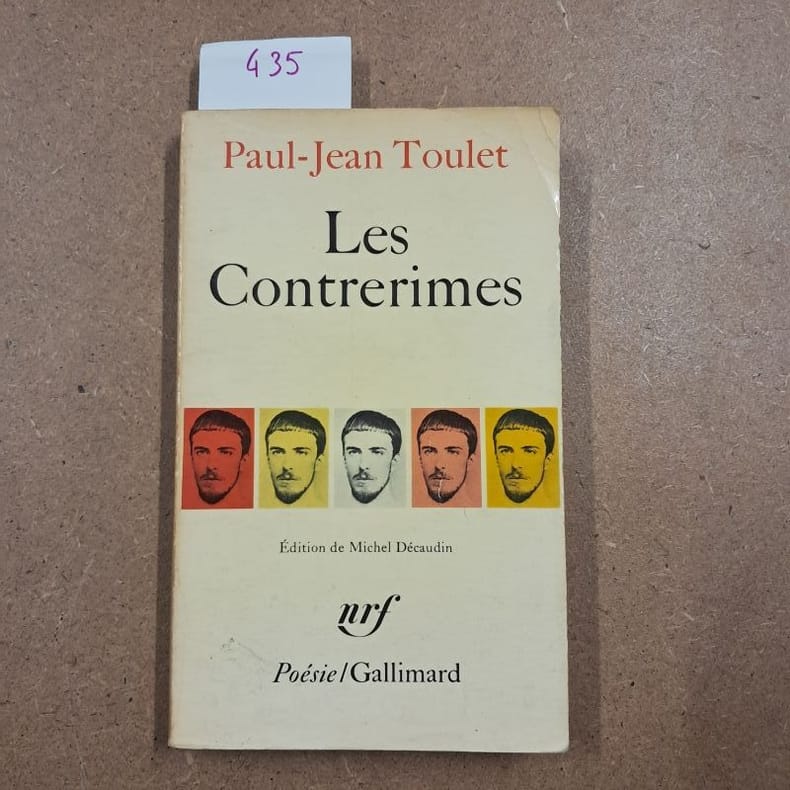 435
Paul-Jean Toulet
Les
Contrerimes
Édition de Michel Décaudin
nrf
Poésie/Gallimard